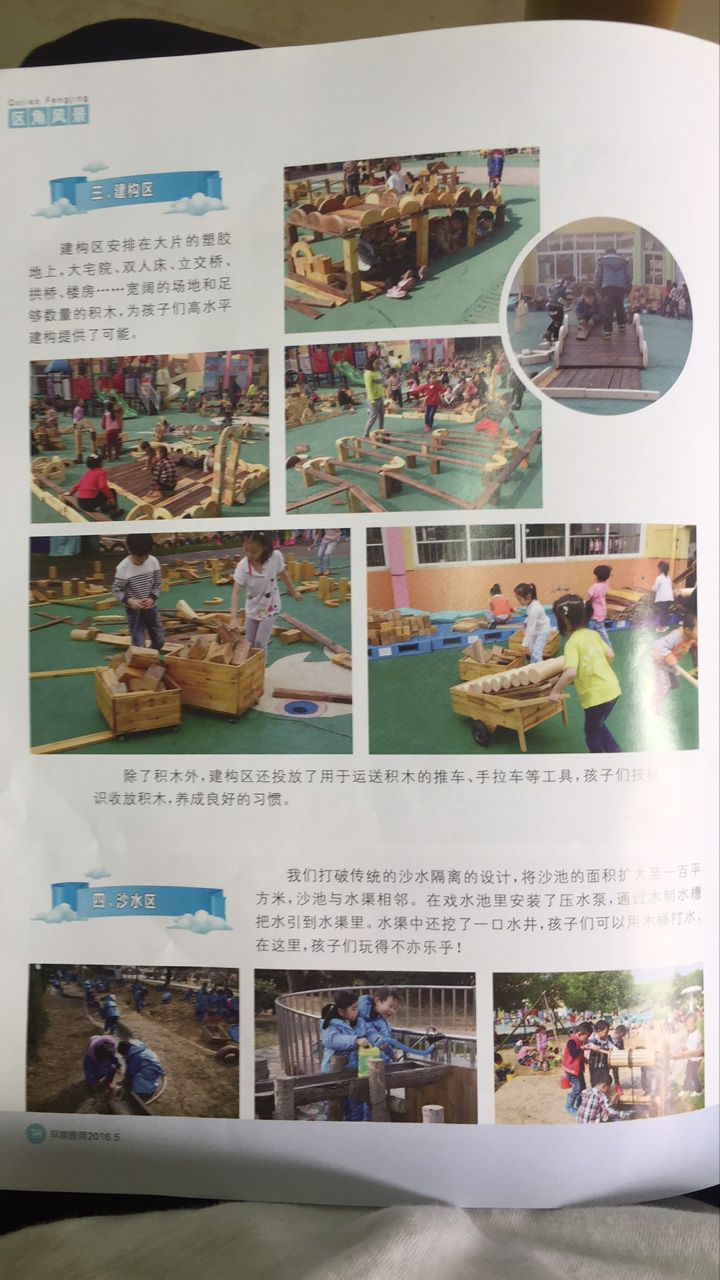 Qujiao Fengjing
区角风景
三、建构区
建构区安排在大片的塑胶
地上，大宅院、双人床、立交桥、
拱桥、楼房……宽阔的场地和足
够数量的积木，为孩子们高水平
建构提供了可能。
除了积木外，建构区还投放了用于运送积木的推车、手拉车等工具，孩子们按标
识收放积木，养成良好的习惯。
四、沙水区
我们打破传统的沙水隔离的设计，将沙池的面积扩大至一百平
方米，沙池与水渠相邻。在戏水池里安装了压水泵，通过木制水槽
把水引到水渠里。水渠中还挖了一口水井，孩子们可以用木桶打水。
在这里，孩子们玩得不亦乐乎！
早期教育2016.5